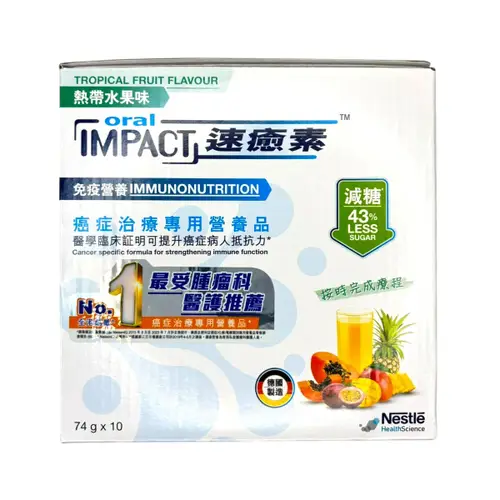 TROPICAL FRUIT FLAVOUR
熱帶水果味
oral
IMPACT 速癒素 TM
免疫營養 IMMUNONUTRITION
癌症治療專用營養品
醫學臨床証明可提升癌症病人抵抗力*
Cancer specific formula for strengthening immune function
減糖
43%
LESS
SUGAR
No.1
最受腫瘤科
醫護推薦
癌症治療專用營養品
按時完成療程
德國
製造
74 g x 10
Nestlé
HealthScience